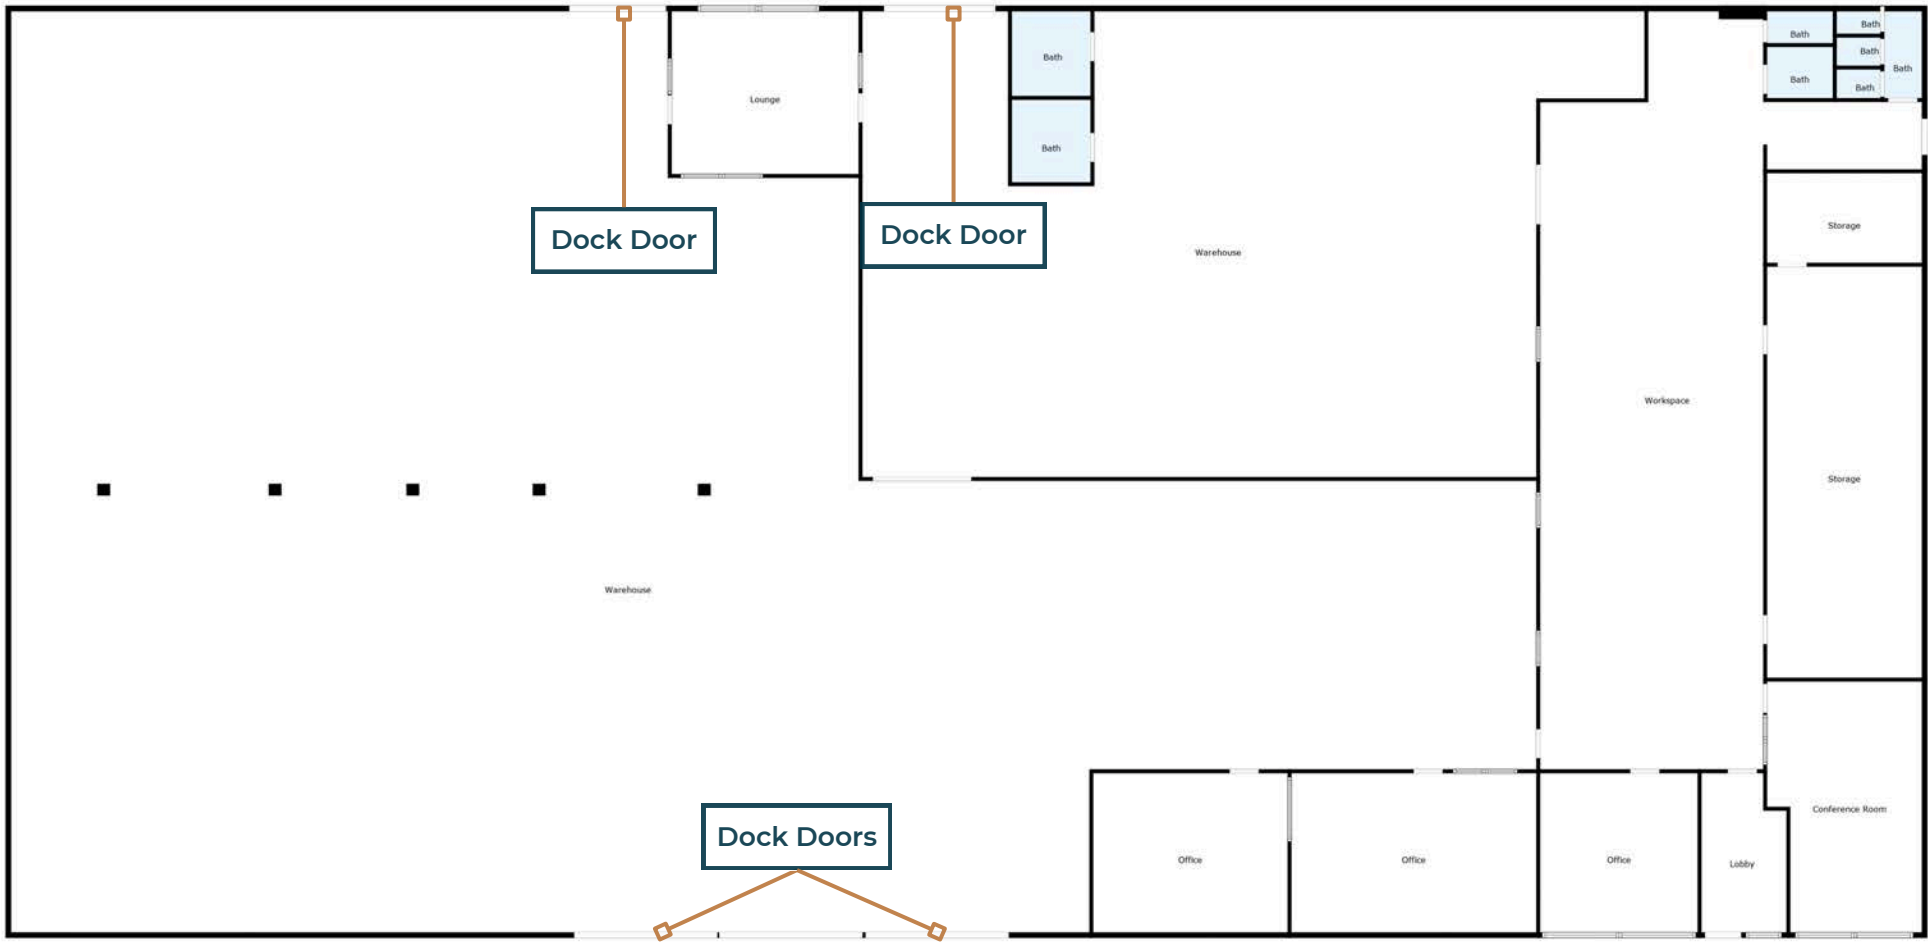 Bath
Bath
Bath
Bath
Bath
Bath
Bath
Lounge
Bath
Bath
Dock Door
Dock Door
Warehouse
Storage
Workspace
Storage
Warehouse
Dock Doors
Conference Room
Office
Office
Office
Lobby